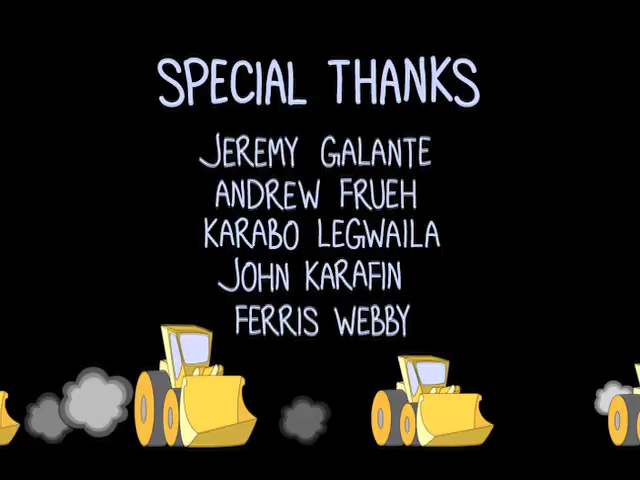 SPECIAL THANKS
JEREMY GALANTE
ANDREW FRUEH
KARABO LEGWAILA
JOHN KARAFIN
FERRIS WEBBY